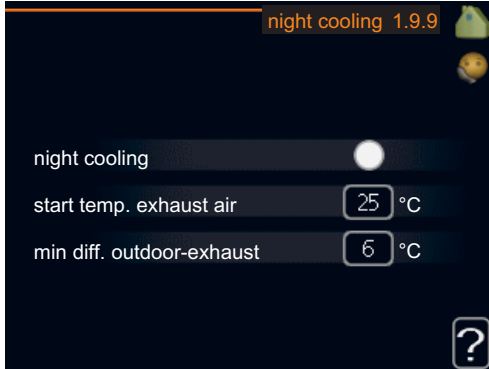 night cooling 1.9.9
night cooling
start temp. exhaust air 25 °C
min diff. outdoor-exhaust 6 °C
?